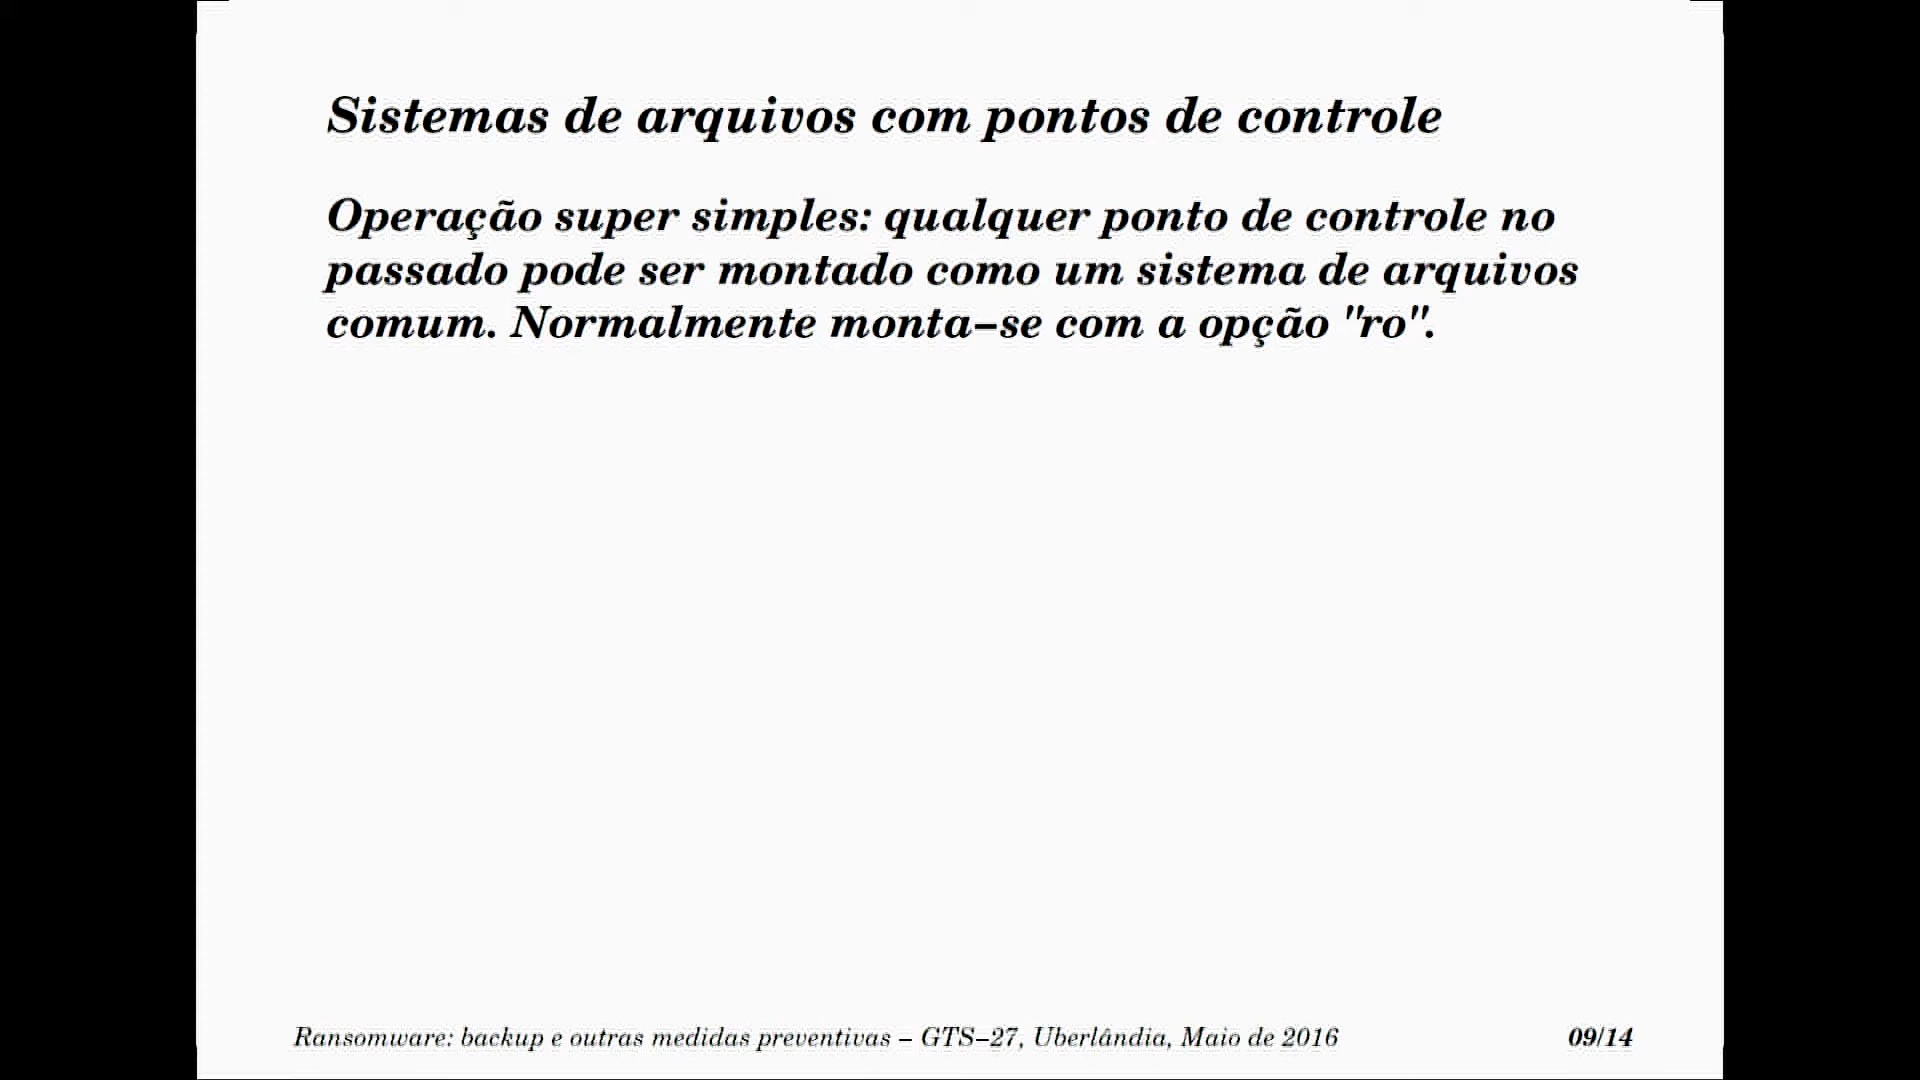 Sistemas de arquivos com pontos de controle
Operação super simples: qualquer ponto de controle no
passado pode ser montado como um sistema de arquivos
comum. Normalmente monta-se com a opção "ro".
Ransomware: backup e outras medidas preventivas – GTS–27, Uberlândia, Maio de 2016 09/14